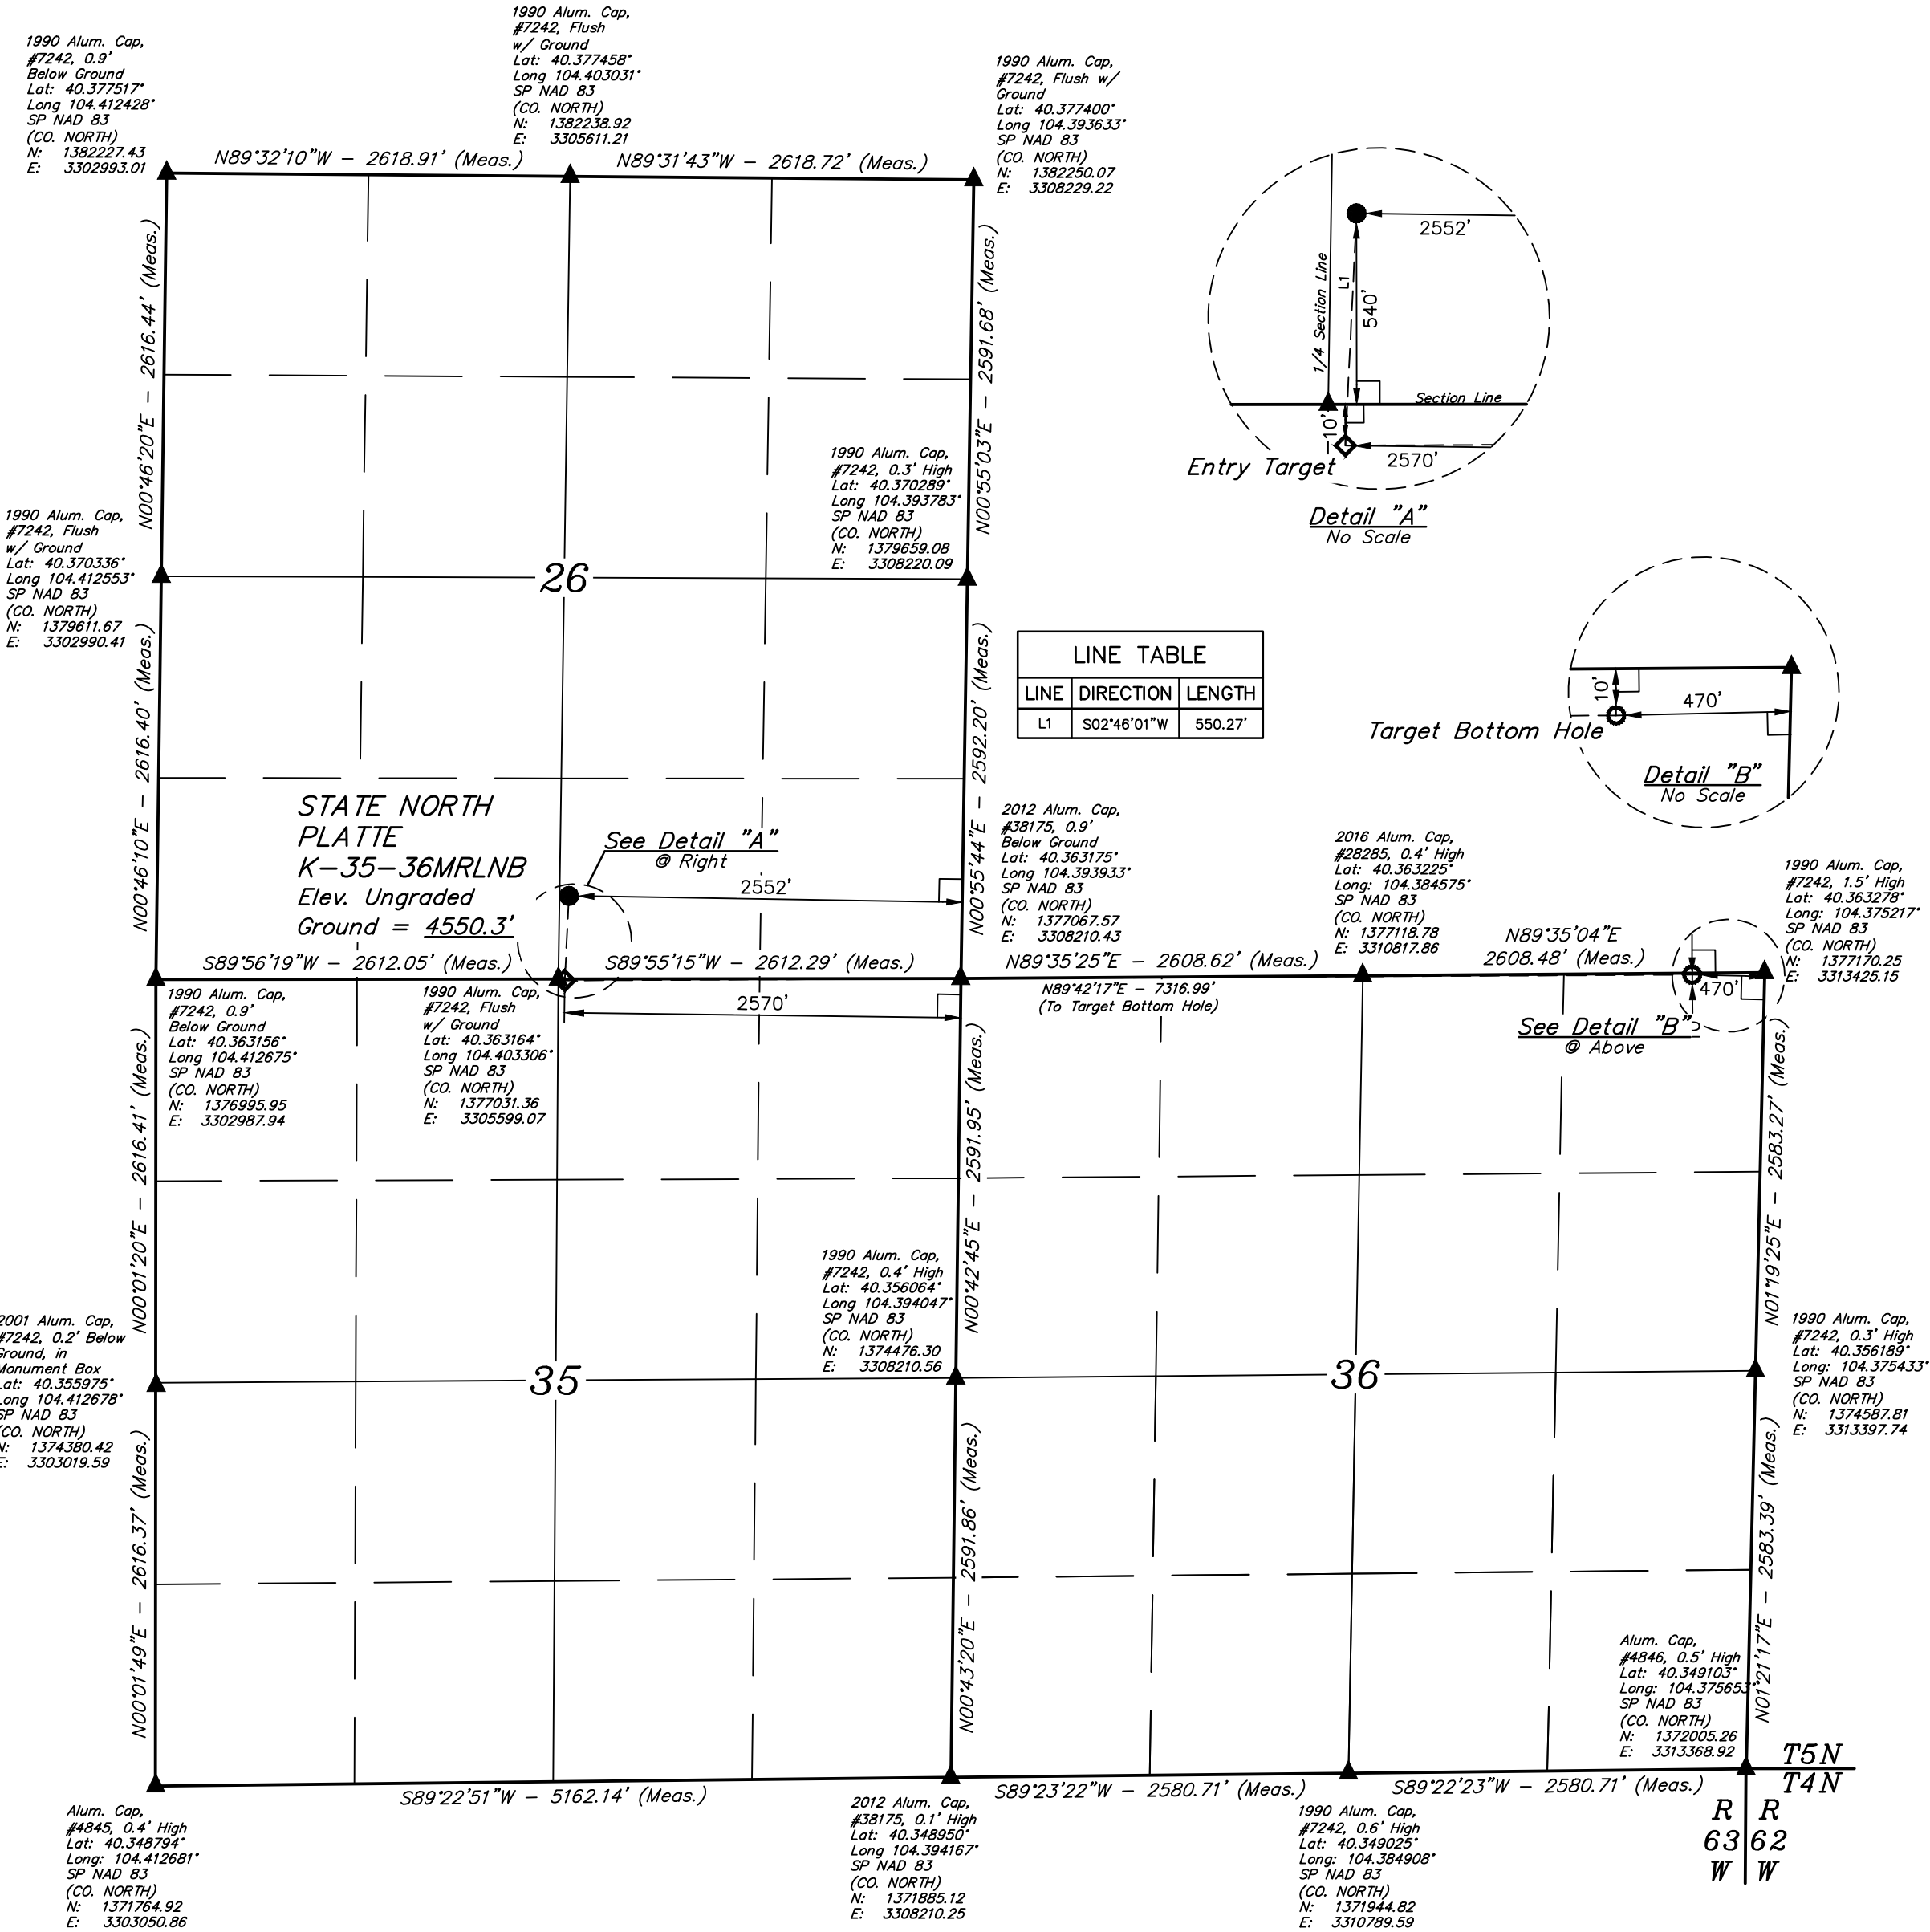 1990 Alum. Cap,
#7242, 0.9'
Below Ground
Lat: 40.377517°
Long 104.412428°
SP NAD 83
(CO. NORTH)
N: 1382227.43
E: 3302993.01
1990 Alum. Cap,
#7242, Flush
w/ Ground
Lat: 40.377458°
Long 104.403031°
SP NAD 83
(CO. NORTH)
N: 1382238.92
E: 3305611.21
1990 Alum. Cap,
#7242, Flush w/
Ground
Lat: 40.377400°
Long 104.393633°
SP NAD 83
(CO. NORTH)
N: 1382250.07
E: 3308229.22
N89°32'10"W - 2618.91' (Meas.)
N89°31'43"W - 2618.72' (Meas.)
N00°46'20"E - 2616.44' (Meas.)
N00°55'03"E - 2591.68' (Meas.)
2552'
1/4 Section Line
L1
540'
Section Line
10'
2570'
Entry Target
Detail "A"
No Scale
1990 Alum. Cap,
#7242, 0.3' High
Lat: 40.370289°
Long 104.393783°
SP NAD 83
(CO. NORTH)
N: 1379659.08
E: 3308220.09
1990 Alum. Cap,
#7242, Flush
w/ Ground
Lat: 40.370336°
Long 104.412553°
SP NAD 83
(CO. NORTH)
N: 1379611.67
E: 3302990.41
26
LINE TABLE
LINE DIRECTION LENGTH
L1 S02°46'01"W 550.27'
10'
470'
Target Bottom Hole
Detail "B"
No Scale
N00°46'10"E - 2616.40' (Meas.)
N00°55'44"E - 2592.20' (Meas.)
STATE NORTH
PLATTE
K-35-36MRLNB
Elev. Ungraded
Ground = 4550.3'
See Detail "A"
@ Right
2552'
2012 Alum. Cap,
#38175, 0.9'
Below Ground
Lat: 40.363175°
Long 104.393933°
SP NAD 83
(CO. NORTH)
N: 1377067.57
E: 3308210.43
2016 Alum. Cap,
#28285, 0.4' High
Lat: 40.363225°
Long: 104.384575°
SP NAD 83
(CO. NORTH)
N: 1377118.78
E: 3310817.86
1990 Alum. Cap,
#7242, 1.5' High
Lat: 40.363278°
Long: 104.375217°
SP NAD 83
(CO. NORTH)
N: 1377170.25
E: 3313425.15
S89°56'19"W - 2612.05' (Meas.)
S89°55'15"W - 2612.29' (Meas.)
N89°35'25"E - 2608.62' (Meas.)
N89°35'04"E
2608.48' (Meas.)
N89°42'17"E - 7316.99'
(To Target Bottom Hole)
2570'
470'
See Detail "B"
@ Above
1990 Alum. Cap,
#7242, 0.9'
Below Ground
Lat: 40.363156°
Long 104.412675°
SP NAD 83
(CO. NORTH)
N: 1376995.95
E: 3302987.94
1990 Alum. Cap,
#7242, Flush
w/ Ground
Lat: 40.363164°
Long 104.403306°
SP NAD 83
(CO. NORTH)
N: 1377031.36
E: 3305599.07
N00°01'20"E - 2616.41' (Meas.)
N00°42'45"E - 2591.95' (Meas.)
N01°19'25"E - 2583.27' (Meas.)
1990 Alum. Cap,
#7242, 0.4' High
Lat: 40.356064°
Long 104.394047°
SP NAD 83
(CO. NORTH)
N: 1374476.30
E: 3308210.56
2001 Alum. Cap,
#7242, 0.2' Below
Ground, in
Monument Box
Lat: 40.355975°
Long 104.412678°
SP NAD 83
(CO. NORTH)
N: 1374380.42
E: 3303019.59
1990 Alum. Cap,
#7242, 0.3' High
Lat: 40.356189°
Long: 104.375433°
SP NAD 83
(CO. NORTH)
N: 1374587.81
E: 3313397.74
35
36
N00°01'49"E - 2616.37' (Meas.)
N00°43'20"E - 2591.86' (Meas.)
N01°21'17"E - 2583.39' (Meas.)
Alum. Cap,
#4846, 0.5' High
Lat: 40.349103°
Long: 104.375653°
SP NAD 83
(CO. NORTH)
N: 1372005.26
E: 3313368.92
S89°22'51"W - 5162.14' (Meas.)
S89°23'22"W - 2580.71' (Meas.)
S89°22'23"W - 2580.71' (Meas.)
T5N
T4N
R R
63 62
W W
Alum. Cap,
#4845, 0.4' High
Lat: 40.348794°
Long: 104.412681°
SP NAD 83
(CO. NORTH)
N: 1371764.92
E: 3303050.86
2012 Alum. Cap,
#38175, 0.1' High
Lat: 40.348950°
Long 104.394167°
SP NAD 83
(CO. NORTH)
N: 1371885.12
E: 3308210.25
1990 Alum. Cap,
#7242, 0.6' High
Lat: 40.349025°
Long: 104.384908°
SP NAD 83
(CO. NORTH)
N: 1371944.82
E: 3310789.59